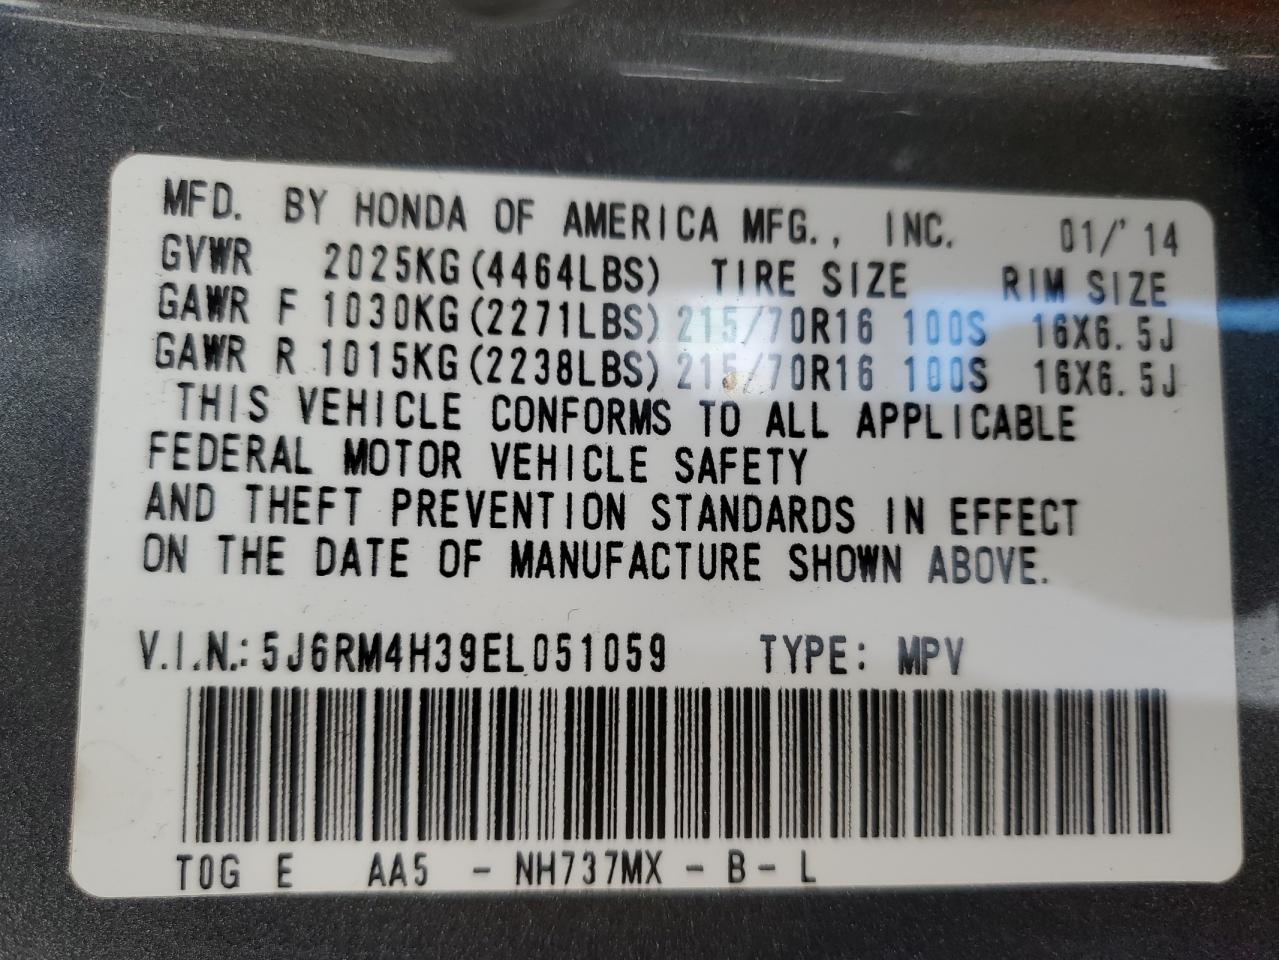 MFD. BY HONDA OF AMERICA MFG., INC. 01/'14
GVWR 2025KG(4464LBS) TIRE SIZE RIM SIZE
GAWR F 1030KG(2271LBS) 215/70R16 100S 16X6.5J
GAWR R 1015KG(2238LBS) 215/70R16 100S 16X6.5J
THIS VEHICLE CONFORMS TO ALL APPLICABLE
FEDERAL MOTOR VEHICLE SAFETY
AND THEFT PREVENTION STANDARDS IN EFFECT
ON THE DATE OF MANUFACTURE SHOWN ABOVE.
V.I.N.: 5J6RM4H39EL051059 TYPE: MPV
T0G E AA5 - NH737MX - B - L